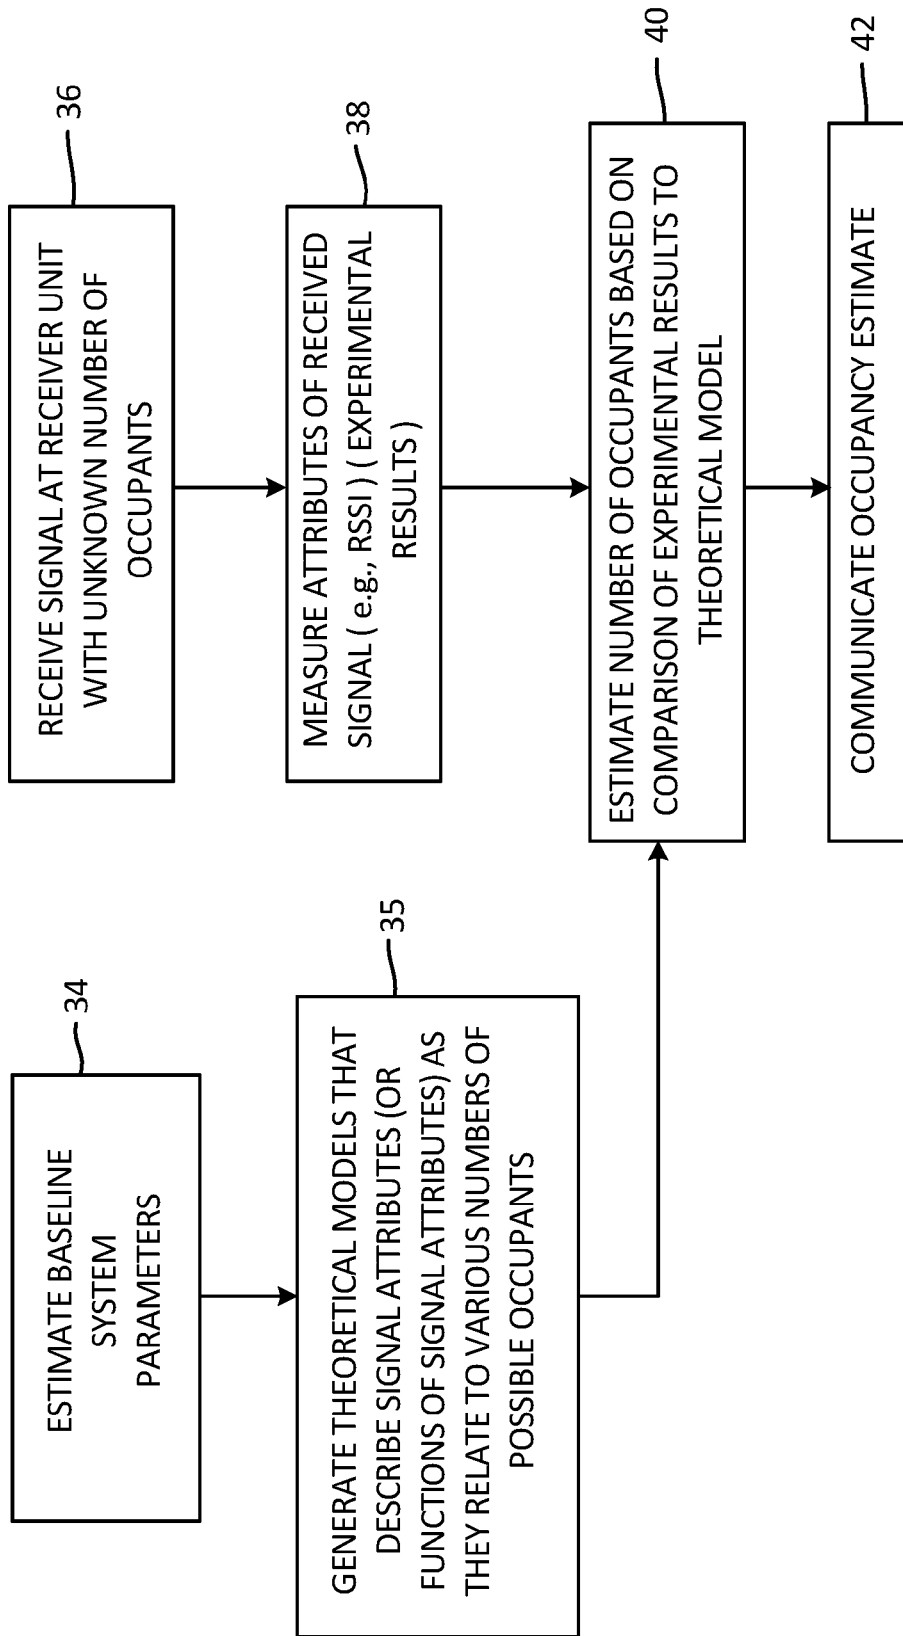 ESTIMATE BASELINE
SYSTEM
PARAMETERS
34
GENERATE THEORETICAL MODELS THAT
DESCRIBE SIGNAL ATTRIBUTES (OR
FUNCTIONS OF SIGNAL ATTRIBUTES) AS
THEY RELATE TO VARIOUS NUMBERS OF
POSSIBLE OCCUPANTS
35
RECEIVE SIGNAL AT RECEIVER UNIT
WITH UNKNOWN NUMBER OF
OCCUPANTS
36
MEASURE ATTRIBUTES OF RECEIVED
SIGNAL ( e.g., RSSI ) ( EXPERIMENTAL
RESULTS )
38
ESTIMATE NUMBER OF OCCUPANTS BASED ON
COMPARISON OF EXPERIMENTAL RESULTS TO
THEORETICAL MODEL
40
COMMUNICATE OCCUPANCY ESTIMATE
42